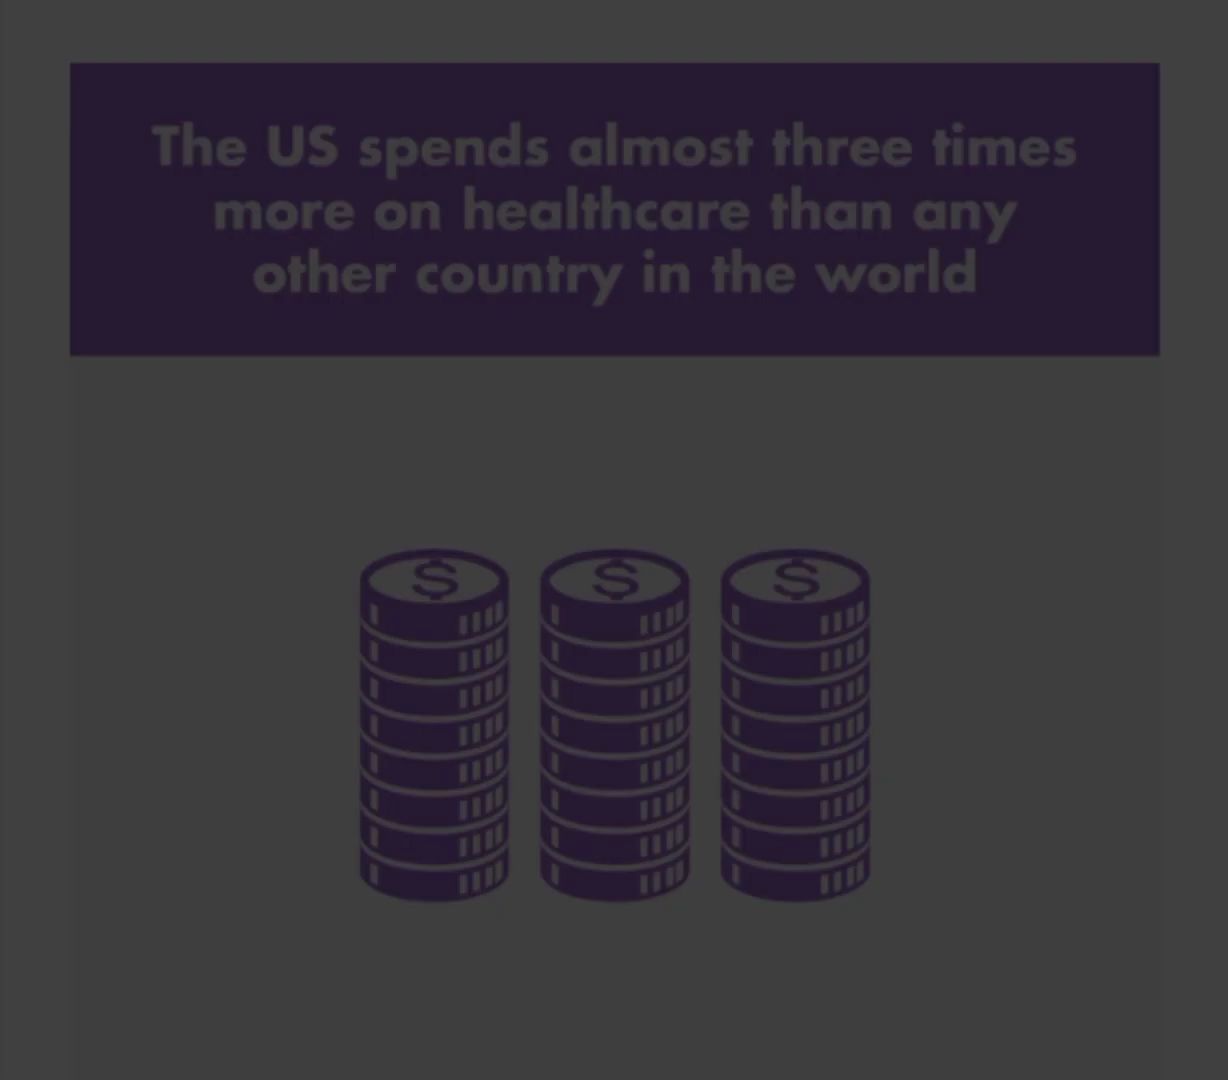 The US spends almost three times
more on healthcare than any
other country in the world
$ $ $